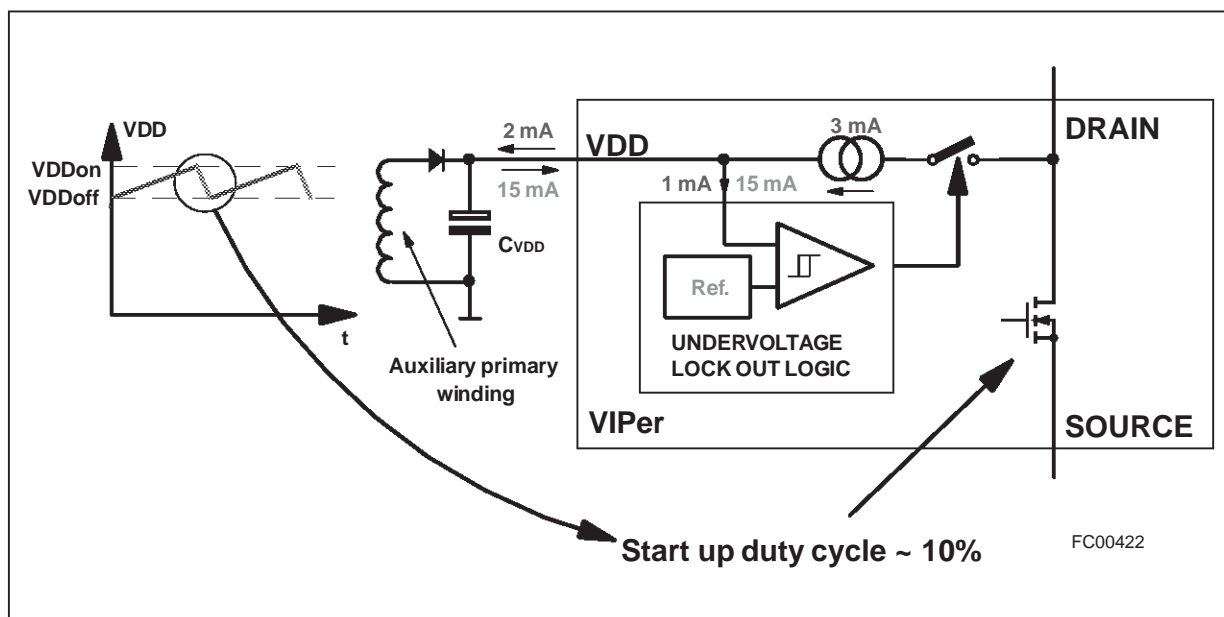 VDD
VDDon
VDDoff
t
2 mA
15 mA
CVDD
Auxiliary primary
winding
VDD
3 mA
DRAIN
1 mA 15 mA
Ref.
UNDERVOLTAGE
LOCK OUT LOGIC
VIPer
SOURCE
Start up duty cycle ~ 10%
FC00422